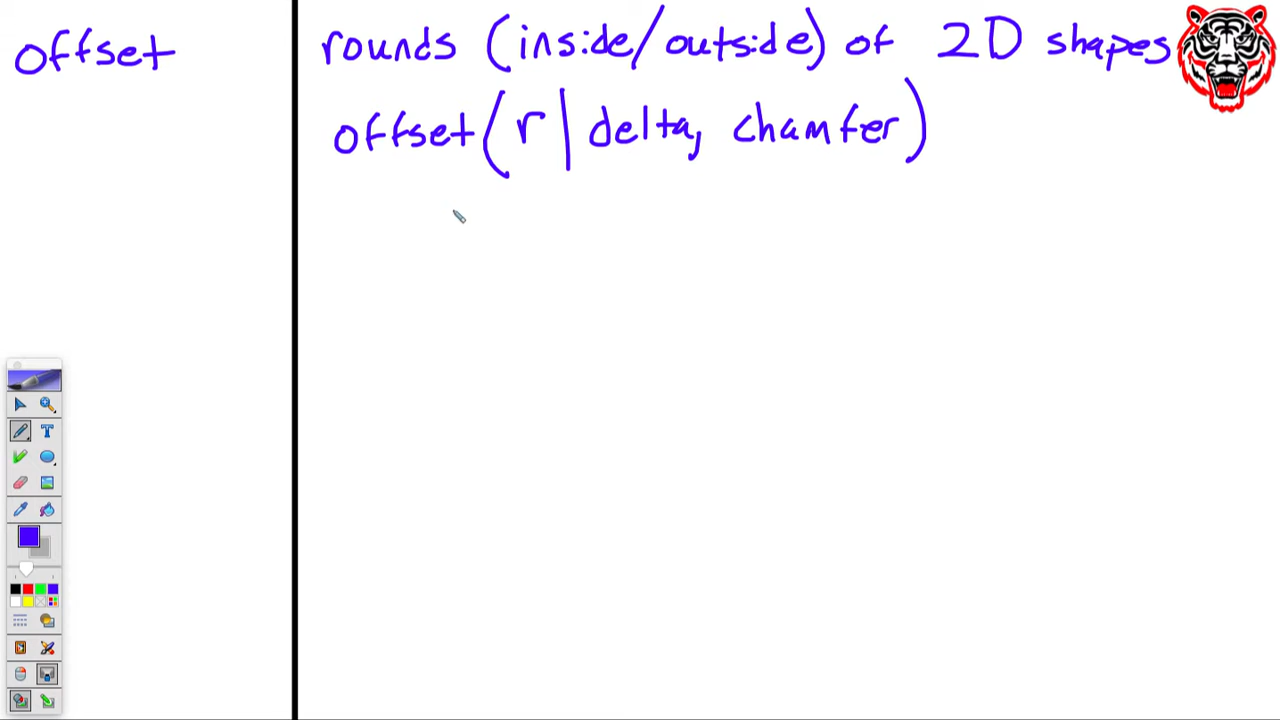 offset
rounds (inside/outside) of 2D shapes
offset(r | delta, chamfer)